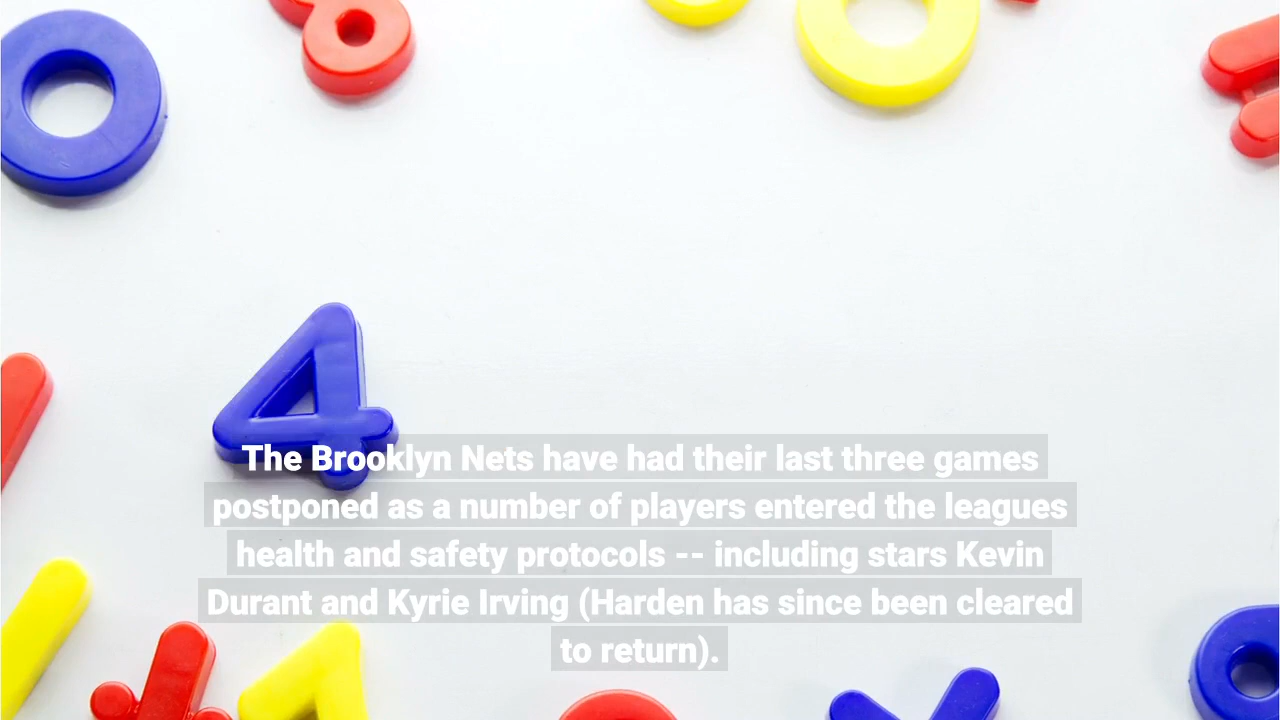 The Brooklyn Nets have had their last three games
postponed as a number of players entered the leagues
health and safety protocols -- including stars Kevin
Durant and Kyrie Irving (Harden has since been cleared
to return).
4